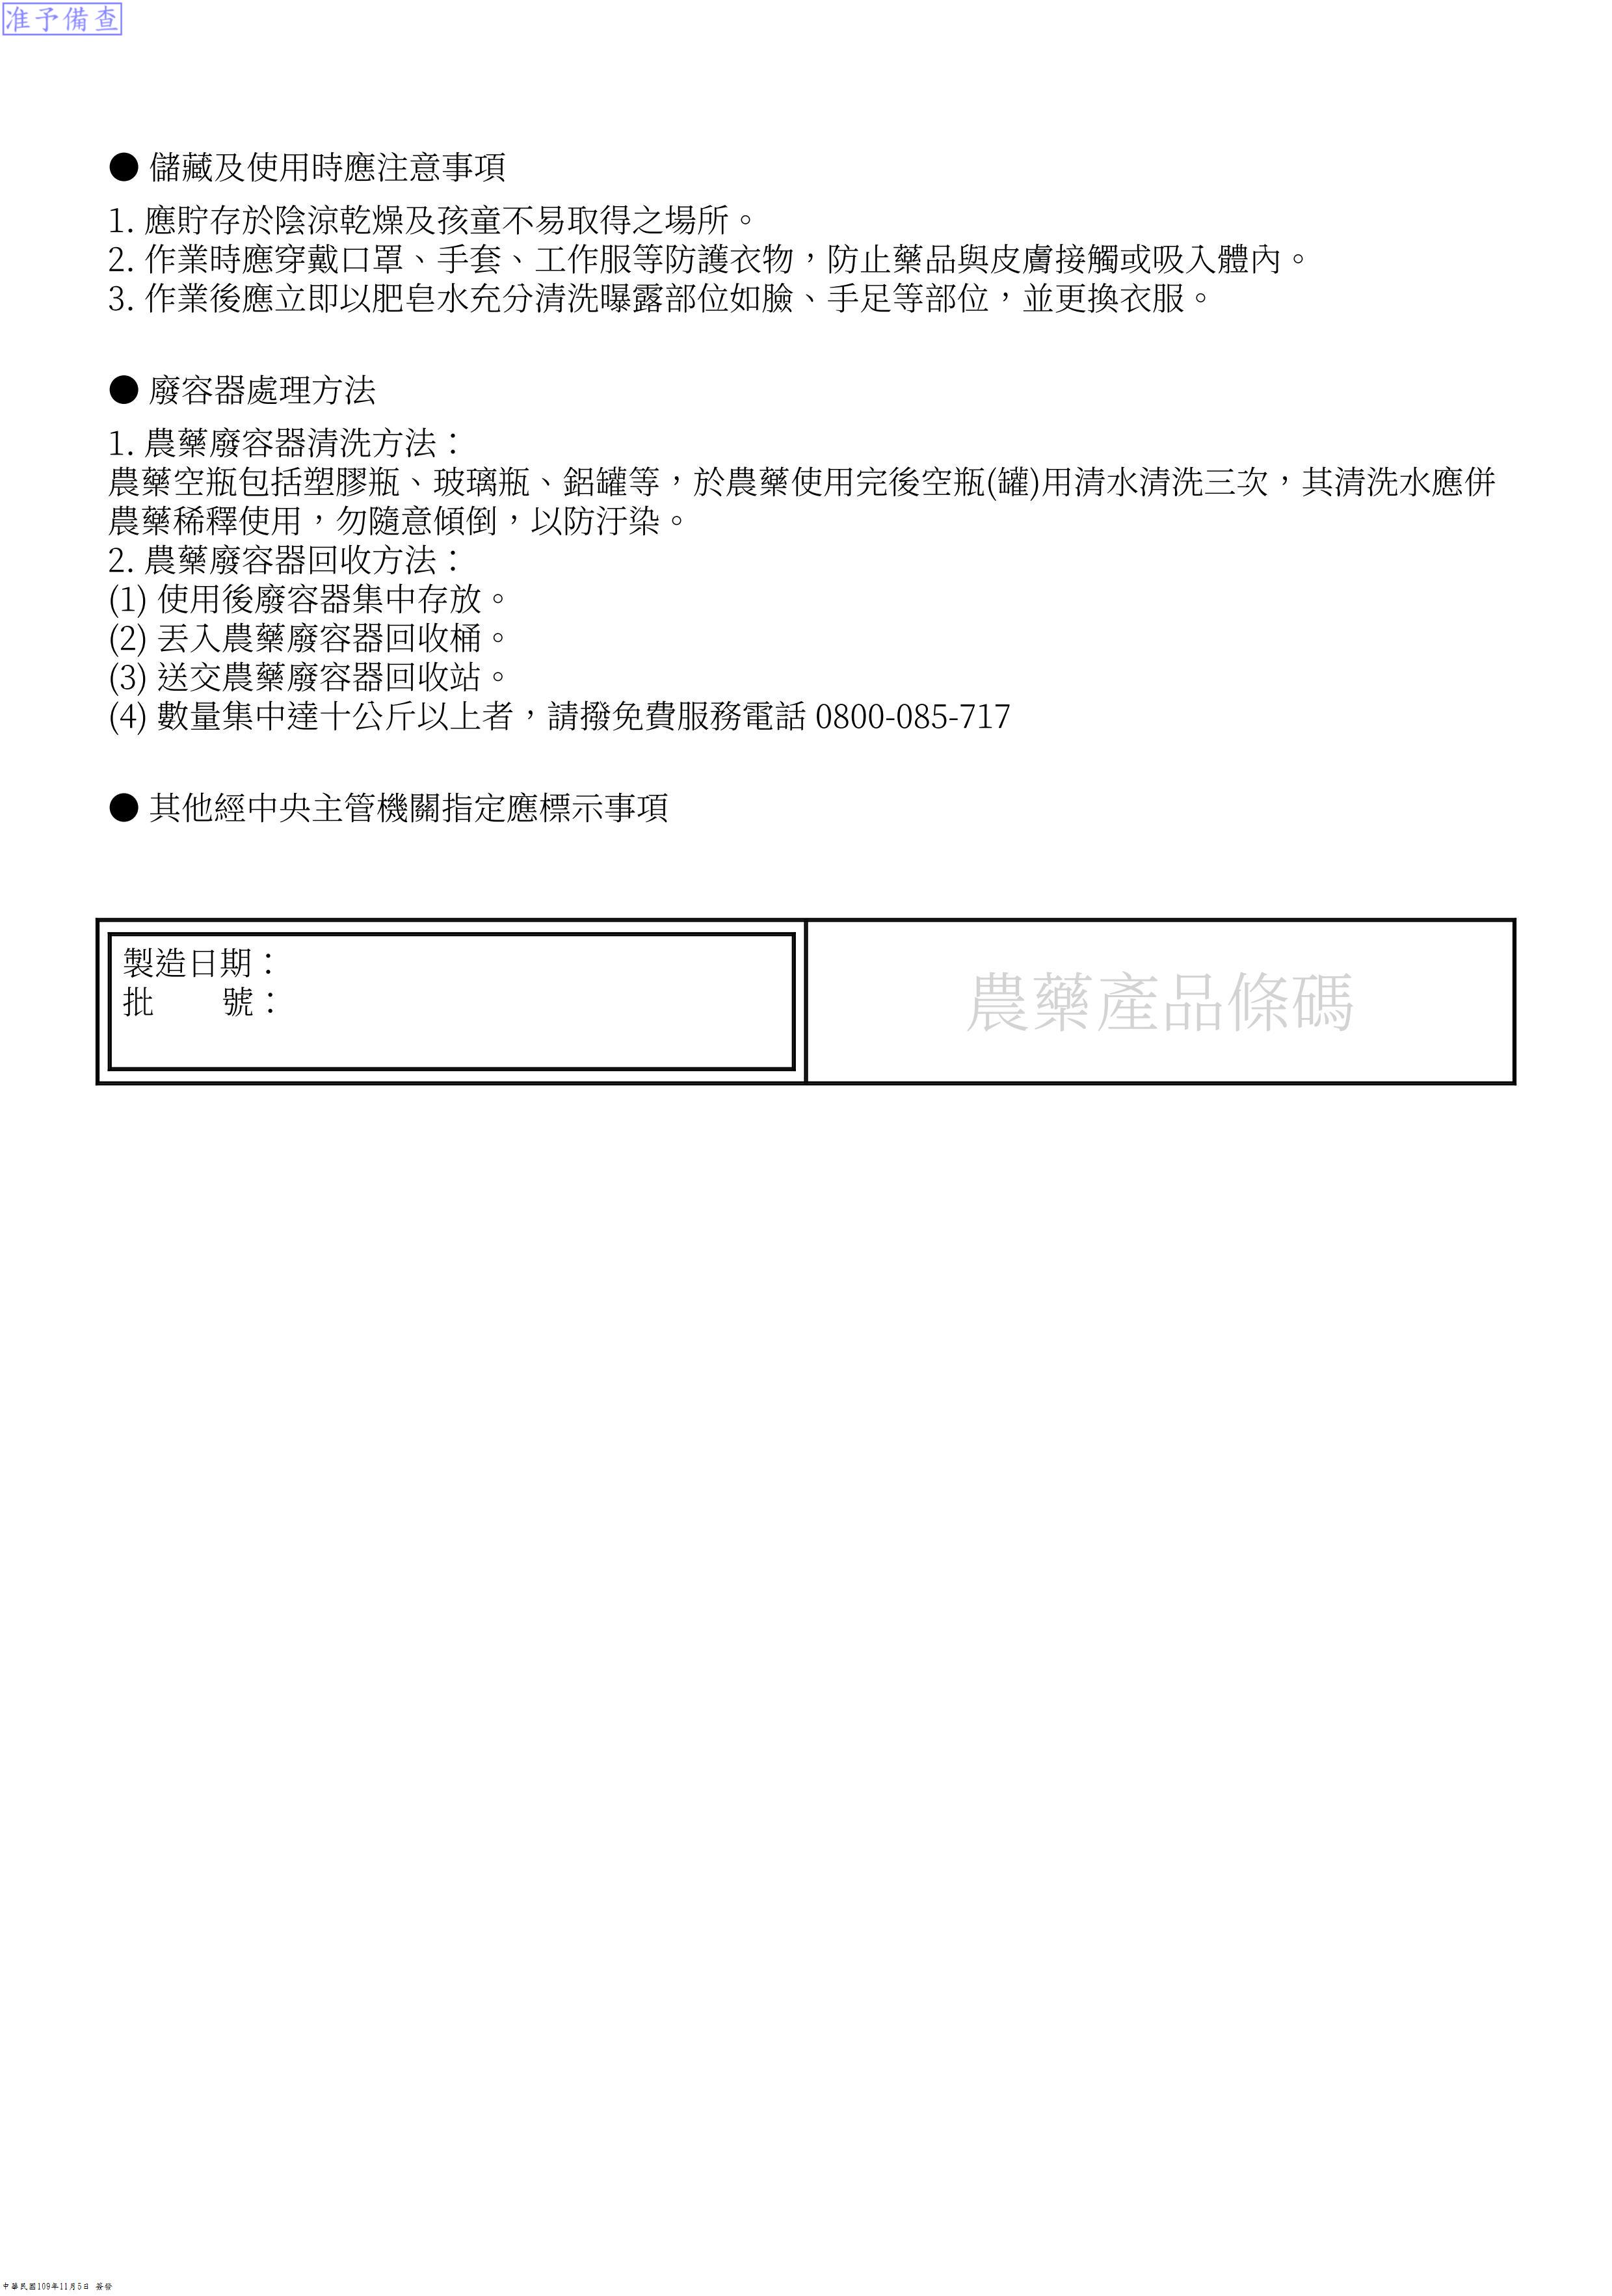 准予備查
● 儲藏及使用時應注意事項
1. 應貯存於陰涼乾燥及孩童不易取得之場所。
2. 作業時應穿戴口罩、手套、工作服等防護衣物，防止藥品與皮膚接觸或吸入體內。
3. 作業後應立即以肥皂水充分清洗曝露部位如臉、手足等部位，並更換衣服。
● 廢容器處理方法
1. 農藥廢容器清洗方法：
農藥空瓶包括塑膠瓶、玻璃瓶、鋁罐等，於農藥使用完後空瓶(罐)用清水清洗三次，其清洗水應併
農藥稀釋使用，勿隨意傾倒，以防汙染。
2. 農藥廢容器回收方法：
(1) 使用後廢容器集中存放。
(2) 丟入農藥廢容器回收桶。
(3) 送交農藥廢容器回收站。
(4) 數量集中達十公斤以上者，請撥免費服務電話 0800-085-717
● 其他經中央主管機關指定應標示事項
製造日期：
批　　號：
農藥產品條碼
中華民國109年11月5日 簽發